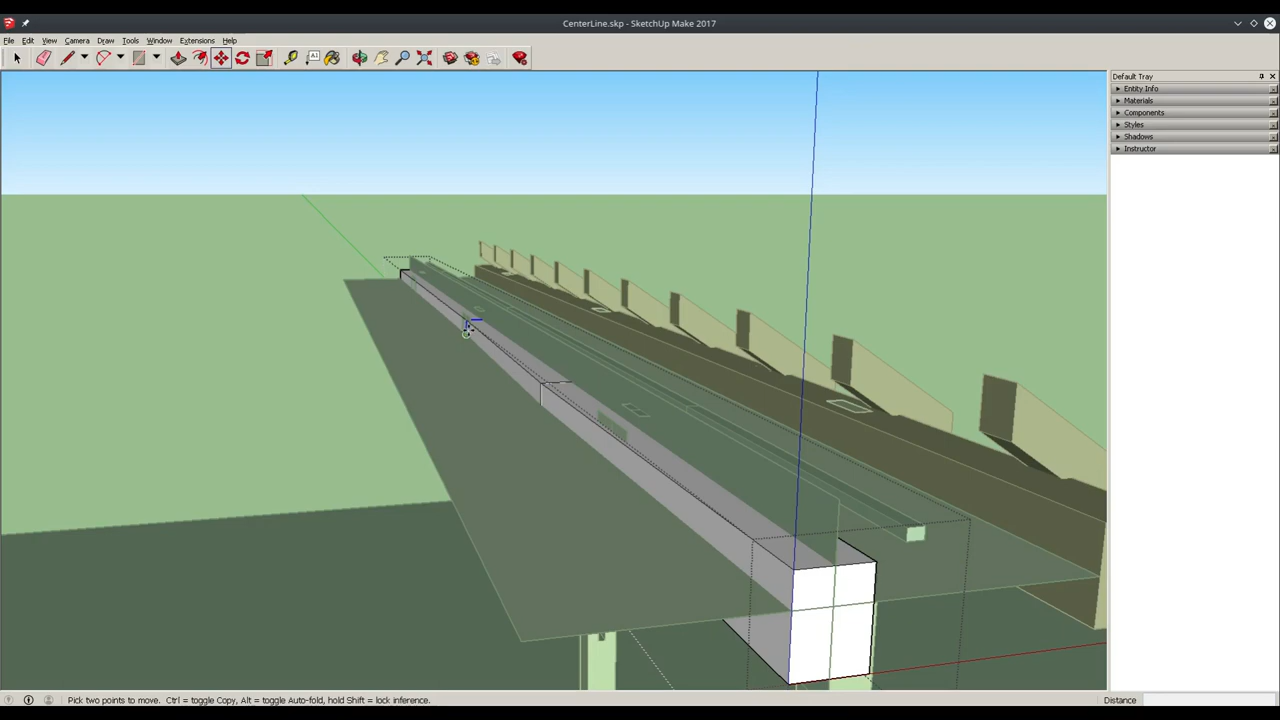 CenterLine.skp - SketchUp Make 2017
File Edit View Camera Draw Tools Window Extensions Help
A1
Default Tray
Entity Info
Materials
Components
Styles
Shadows
Instructor
Pick two points to move. Ctrl = toggle Copy, Alt = toggle Auto-fold, hold Shift = lock inference.
Distance